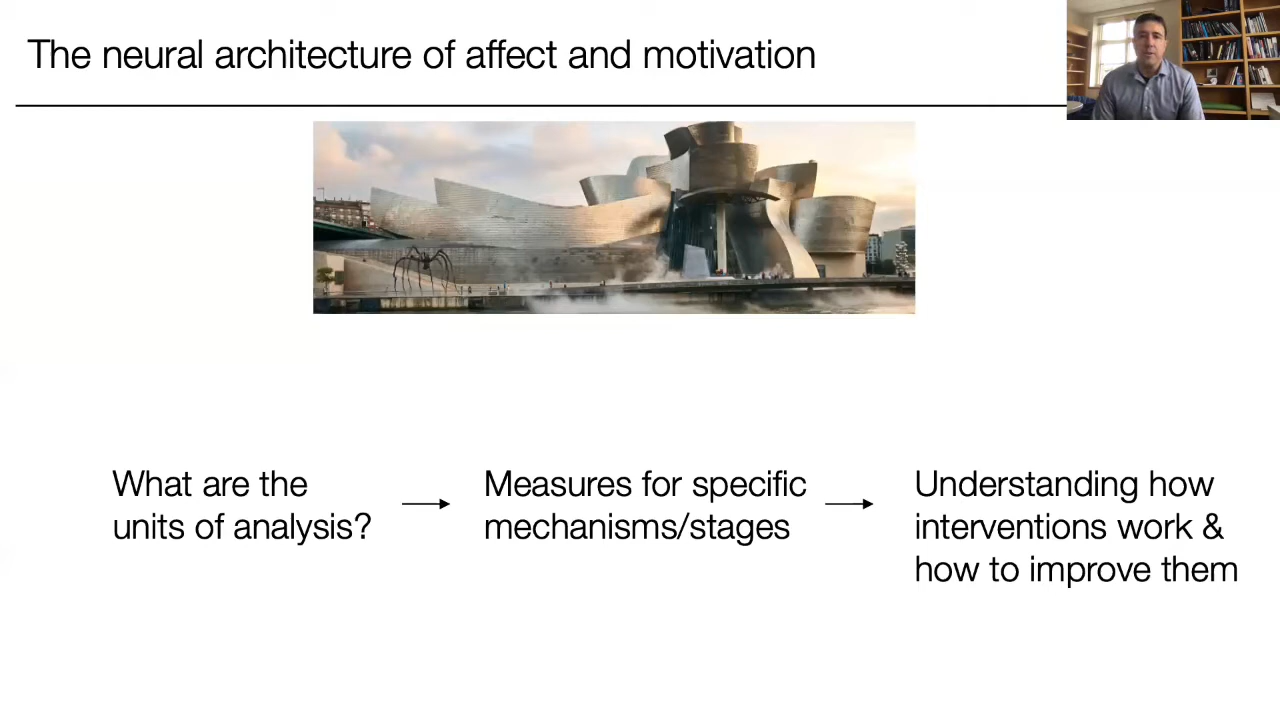 The neural architecture of affect and motivation
What are the
units of analysis?
Measures for specific
mechanisms/stages
Understanding how
interventions work &
how to improve them